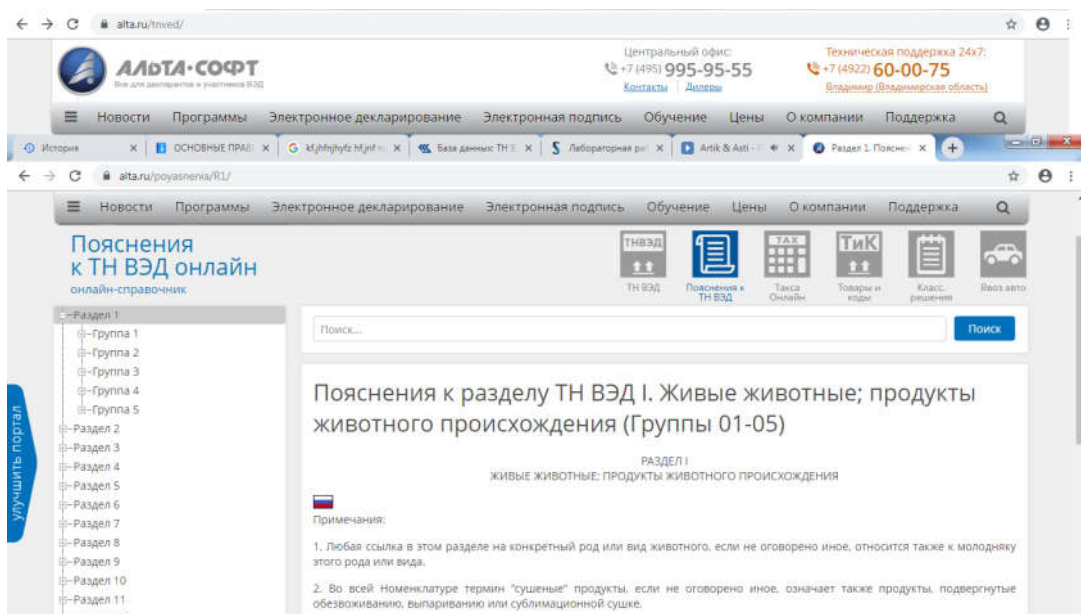 alta.ru/tnved/
АЛЬТА·СОФТ
Все для декларантов и участников ВЭД
Центральный офис:
+7 (495) 995-95-55
Контакты Дилеры
Техническая поддержка 24x7:
+7 (4922) 60-00-75
Владимир (Владимирская область)
Новости Программы Электронное декларирование Электронная подпись Обучение Цены О компании Поддержка
История
ОСНОВНЫЕ ПРАВ
База данных: ТН
Лабораторная
Artik & Asti -
Раздел 1. Пояснен
alta.ru/poyasnenia/R1/
Новости Программы Электронное декларирование Электронная подпись Обучение Цены О компании Поддержка
Пояснения
к ТН ВЭД онлайн
онлайн-справочник
ТНВЭД
ТН ВЭД
Пояснения к
ТН ВЭД
TAX
Такса
Онлайн
ТиК
Товары и
коды
Класс.
решения
Ввоз авто
Раздел 1
Группа 1
Группа 2
Группа 3
Группа 4
Группа 5
Раздел 2
Раздел 3
Раздел 4
Раздел 5
Раздел 6
Раздел 7
Раздел 8
Раздел 9
Раздел 10
Раздел 11
улучшить портал
Поиск...
Поиск
Пояснения к разделу ТН ВЭД I. Живые животные; продукты
животного происхождения (Группы 01-05)
РАЗДЕЛ I
ЖИВЫЕ ЖИВОТНЫЕ; ПРОДУКТЫ ЖИВОТНОГО ПРОИСХОЖДЕНИЯ
Примечания:
1. Любая ссылка в этом разделе на конкретный род или вид животного, если не оговорено иное, относится также к молодняку
этого рода или вида.
2. Во всей Номенклатуре термин "сушеные" продукты, если не оговорено иное, означает также продукты, подвергнутые
обезвоживанию, выпариванию или сублимационной сушке.